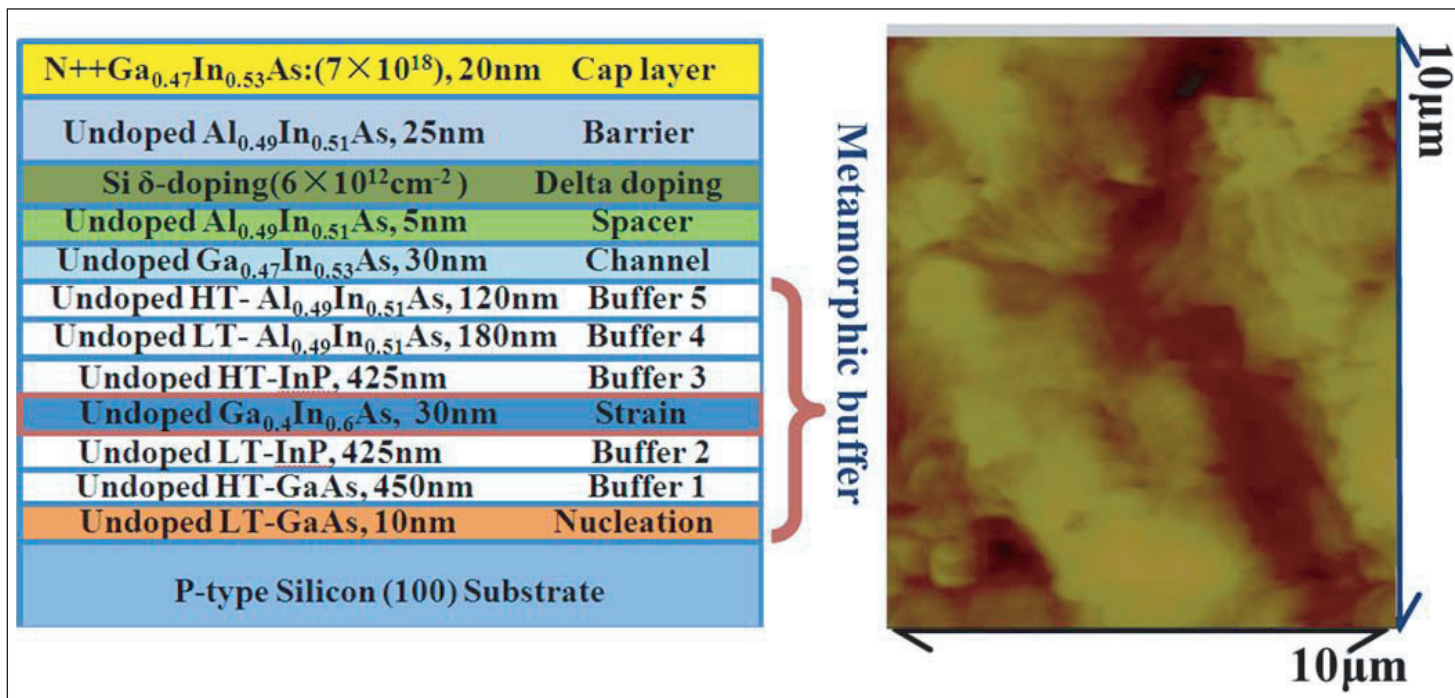 N++Ga₀.₄₇In₀.₅₃As:(7×10¹⁸), 20nm Cap layer
Undoped Al₀.₄₉In₀.₅₁As, 25nm Barrier
Si δ-doping(6×10¹²cm⁻²) Delta doping
Undoped Al₀.₄₉In₀.₅₁As, 5nm Spacer
Undoped Ga₀.₄₇In₀.₅₃As, 30nm Channel
Undoped HT- Al₀.₄₉In₀.₅₁As, 120nm Buffer 5
Undoped LT- Al₀.₄₉In₀.₅₁As, 180nm Buffer 4
Undoped HT-InP, 425nm Buffer 3
Undoped Ga₀.₄In₀.₆As, 30nm Strain
Undoped LT-InP, 425nm Buffer 2
Undoped HT-GaAs, 450nm Buffer 1
Undoped LT-GaAs, 10nm Nucleation
P-type Silicon (100) Substrate
Metamorphic buffer
10μm
10μm